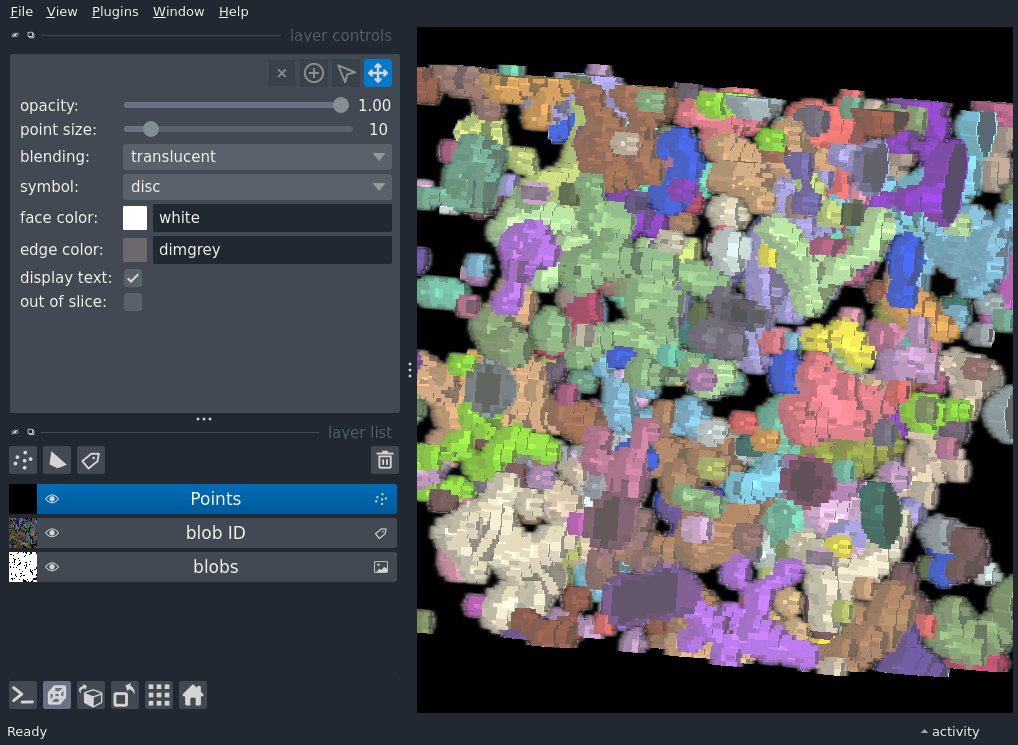 File View Plugins Window Help
layer controls
opacity: 1.00
point size: 10
blending: translucent
symbol: disc
face color: white
edge color: dimgrey
display text:
out of slice:
layer list
Points
blob ID
blobs
Ready activity